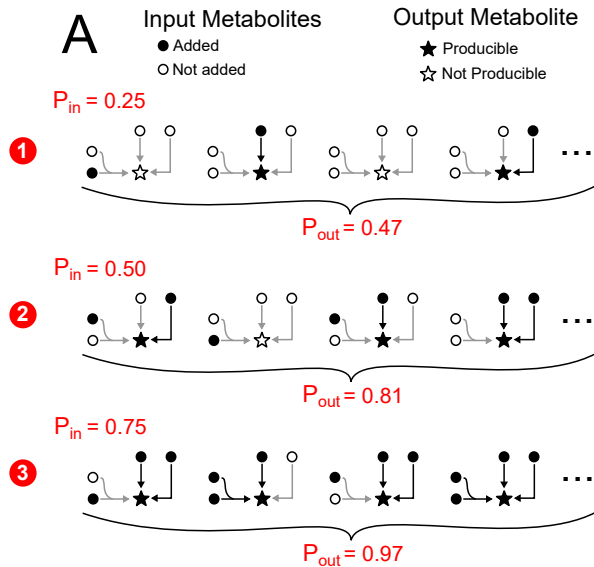 A
Input Metabolites
Added
Not added
Output Metabolite
Producible
Not Producible
P_in = 0.25
1
...
P_out = 0.47
P_in = 0.50
2
...
P_out = 0.81
P_in = 0.75
3
...
P_out = 0.97